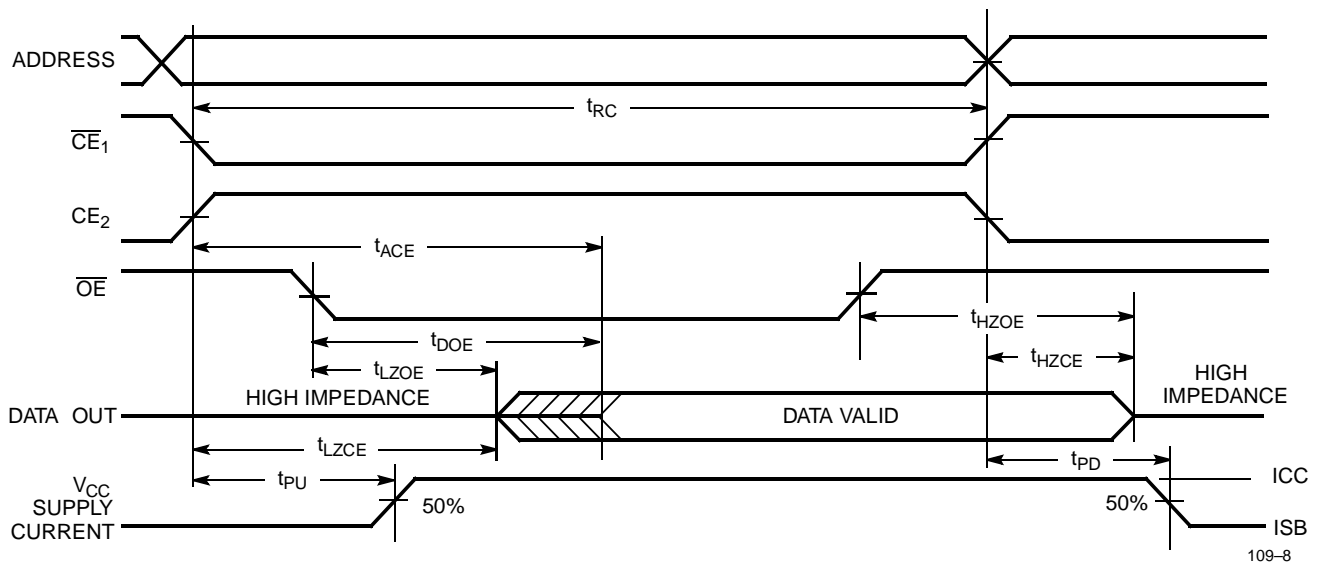 ADDRESS
tRC
CE1
CE2
tACE
OE
tHZOE
tDOE
tHZCE
tLZOE
HIGH IMPEDANCE
HIGH
IMPEDANCE
DATA OUT
DATA VALID
tLZCE
tPD
tPU
VCC
SUPPLY
CURRENT
50%
50%
ICC
ISB
109–8